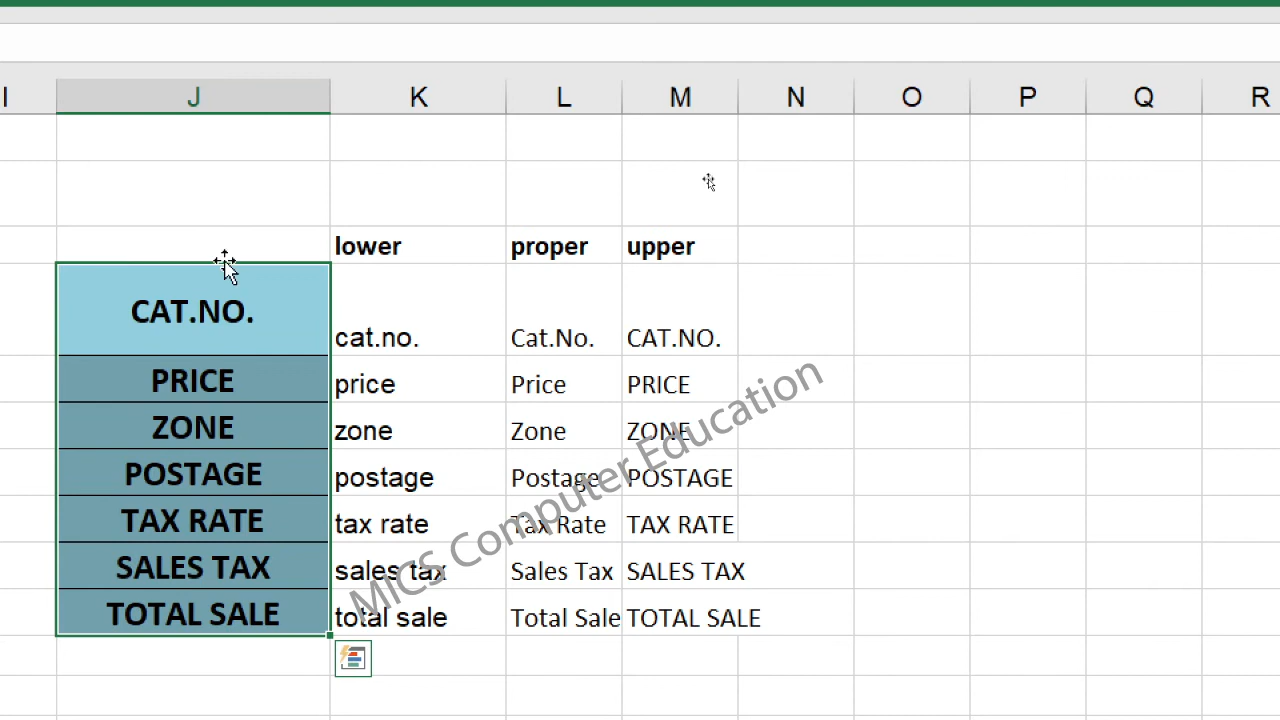 I J K L M N O P Q R
lower proper upper
CAT.NO. cat.no. Cat.No. CAT.NO.
PRICE price Price PRICE
ZONE zone Zone ZONE
POSTAGE postage Postage POSTAGE
TAX RATE tax rate Tax Rate TAX RATE
SALES TAX sales tax Sales Tax SALES TAX
TOTAL SALE total sale Total Sale TOTAL SALE
MICS Computer Education